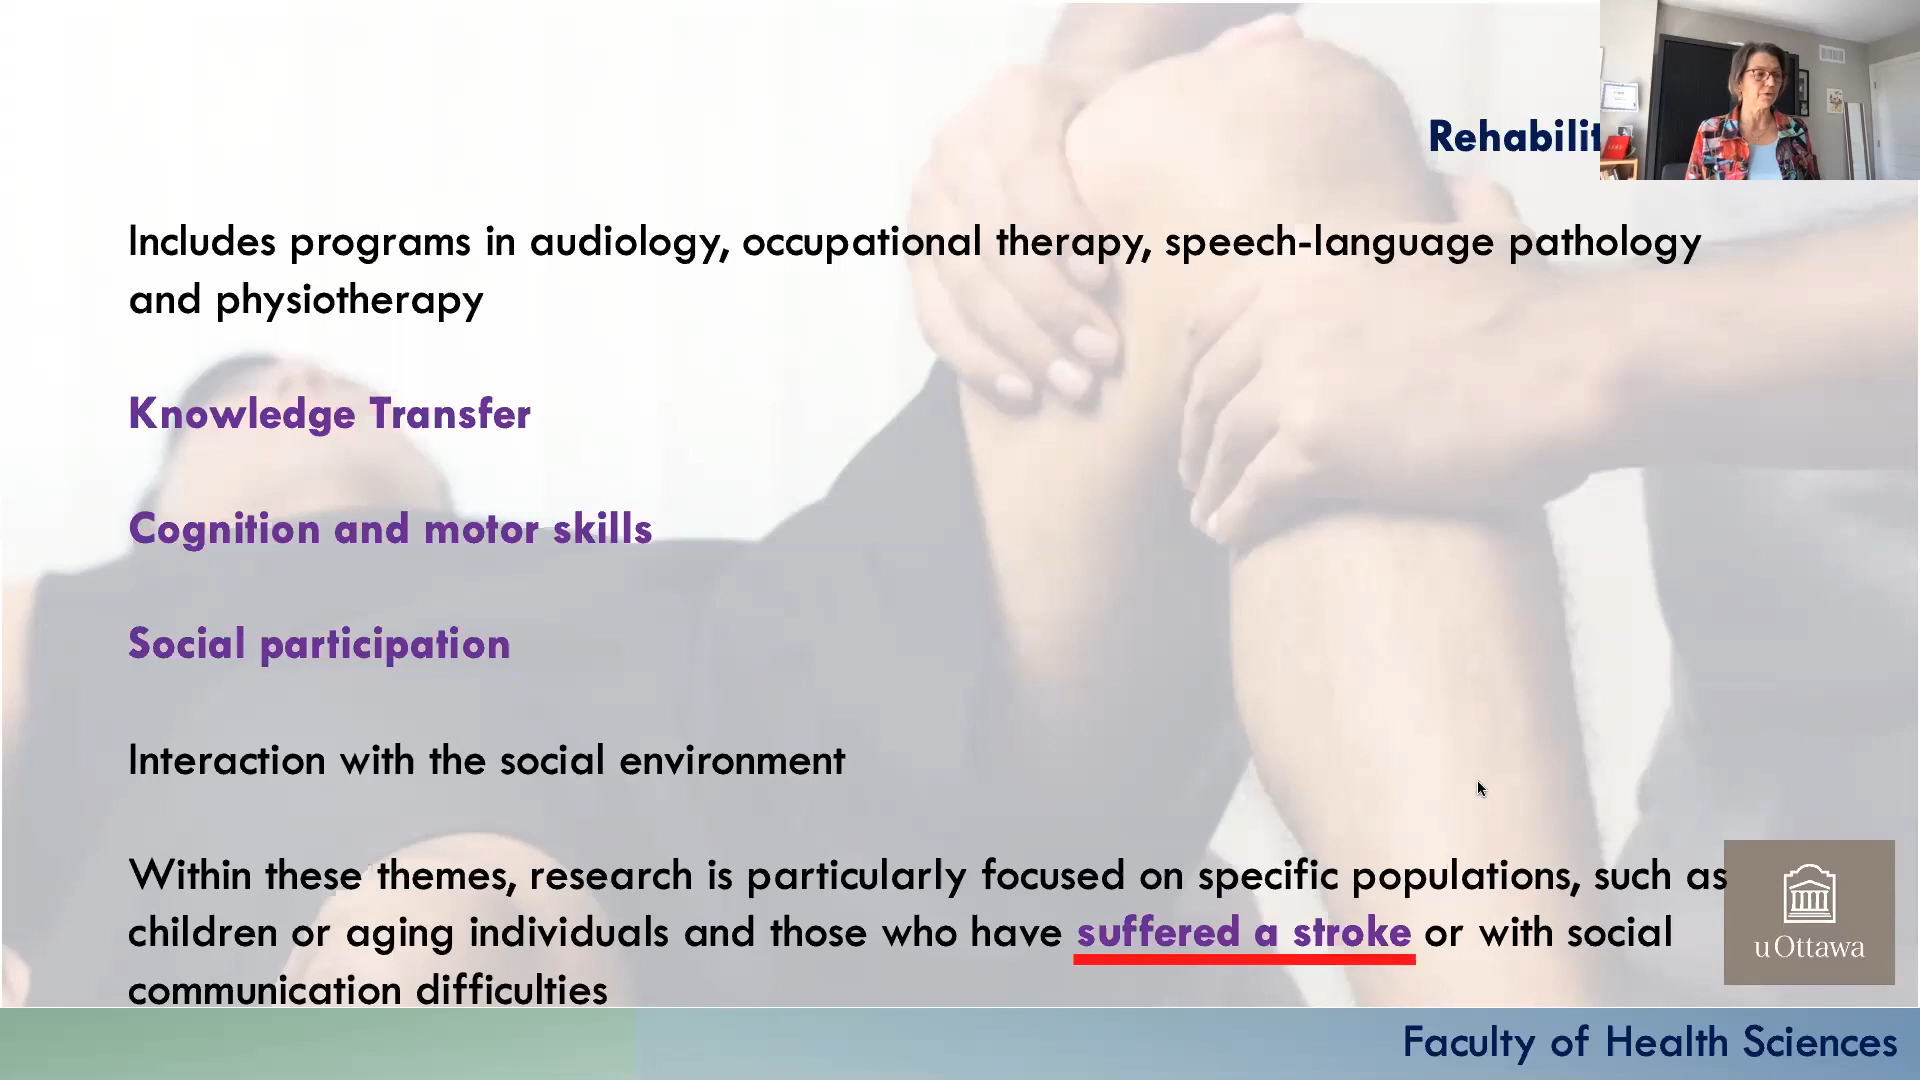 Rehabilit
Includes programs in audiology, occupational therapy, speech-language pathology
and physiotherapy
Knowledge Transfer
Cognition and motor skills
Social participation
Interaction with the social environment
Within these themes, research is particularly focused on specific populations, such as
children or aging individuals and those who have suffered a stroke or with social
communication difficulties
uOttawa
Faculty of Health Sciences